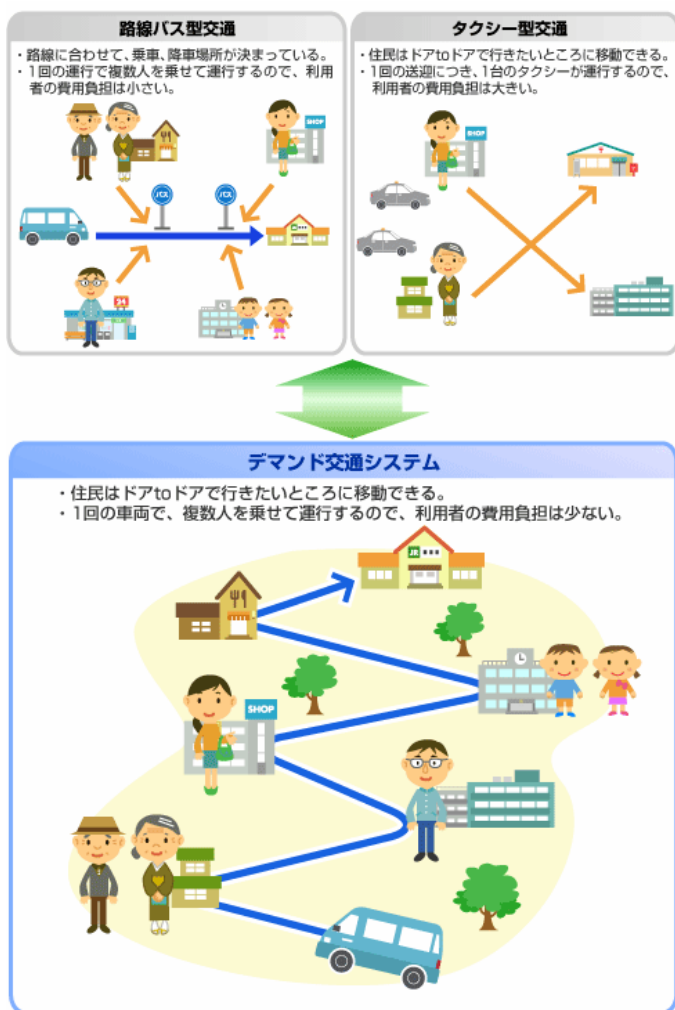 路線バス型交通
・路線に合わせて、乗車、降車場所が決まっている。
・1回の運行で複数人を乗せて運行するので、利用
者の費用負担は小さい。
SHOP
バス
バス
JR
24
タクシー型交通
・住民はドアtoドアで行きたいところに移動できる。
・1回の送迎につき、1台のタクシーが運行するので、
利用者の費用負担は大きい。
SHOP
デマンド交通システム
・住民はドアtoドアで行きたいところに移動できる。
・1回の車両で、複数人を乗せて運行するので、利用者の費用負担は少ない。
JR
SHOP